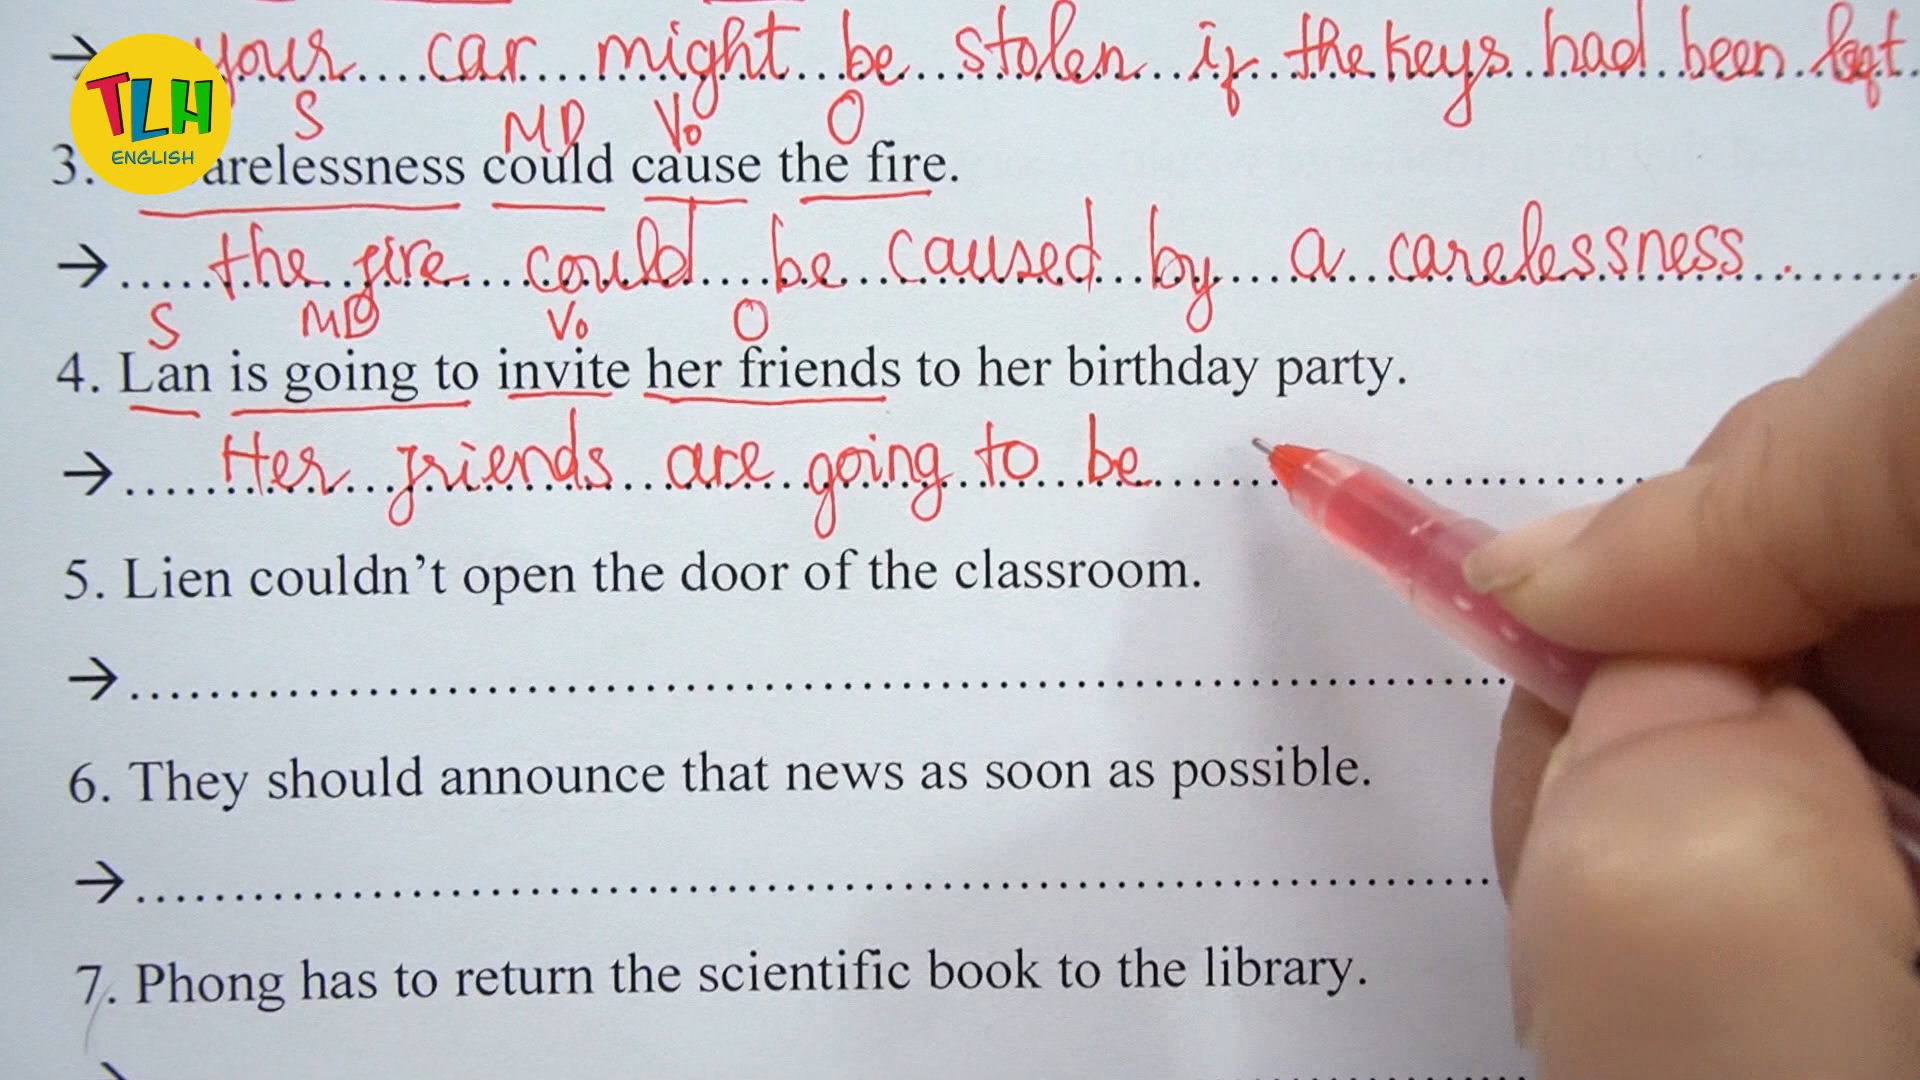 → your car might be stolen if the keys had been left
TLH
ENGLISH
S MD Vo O
3. arelessness could cause the fire.
→ the fire could be caused by a carelessness.
S MD Vo O
4. Lan is going to invite her friends to her birthday party.
→ Her friends are going to be
5. Lien couldn’t open the door of the classroom.
→
6. They should announce that news as soon as possible.
→
7. Phong has to return the scientific book to the library.